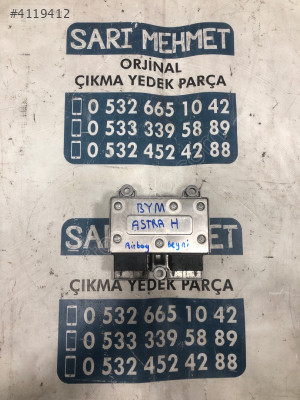 #4119412
SARI MEHMET
ORJİNAL
ÇIKMA YEDEK PARÇA
0 532 665 10 42
0 533 339 58 89
0 532 452 42 88
BYM
ASTRA H
Airbag Beyni
SARI MEHMET
ÇIKMA YEDEK PARÇA
0 532 665 10 42
0 533 339 58 89
0 532 452 42 88